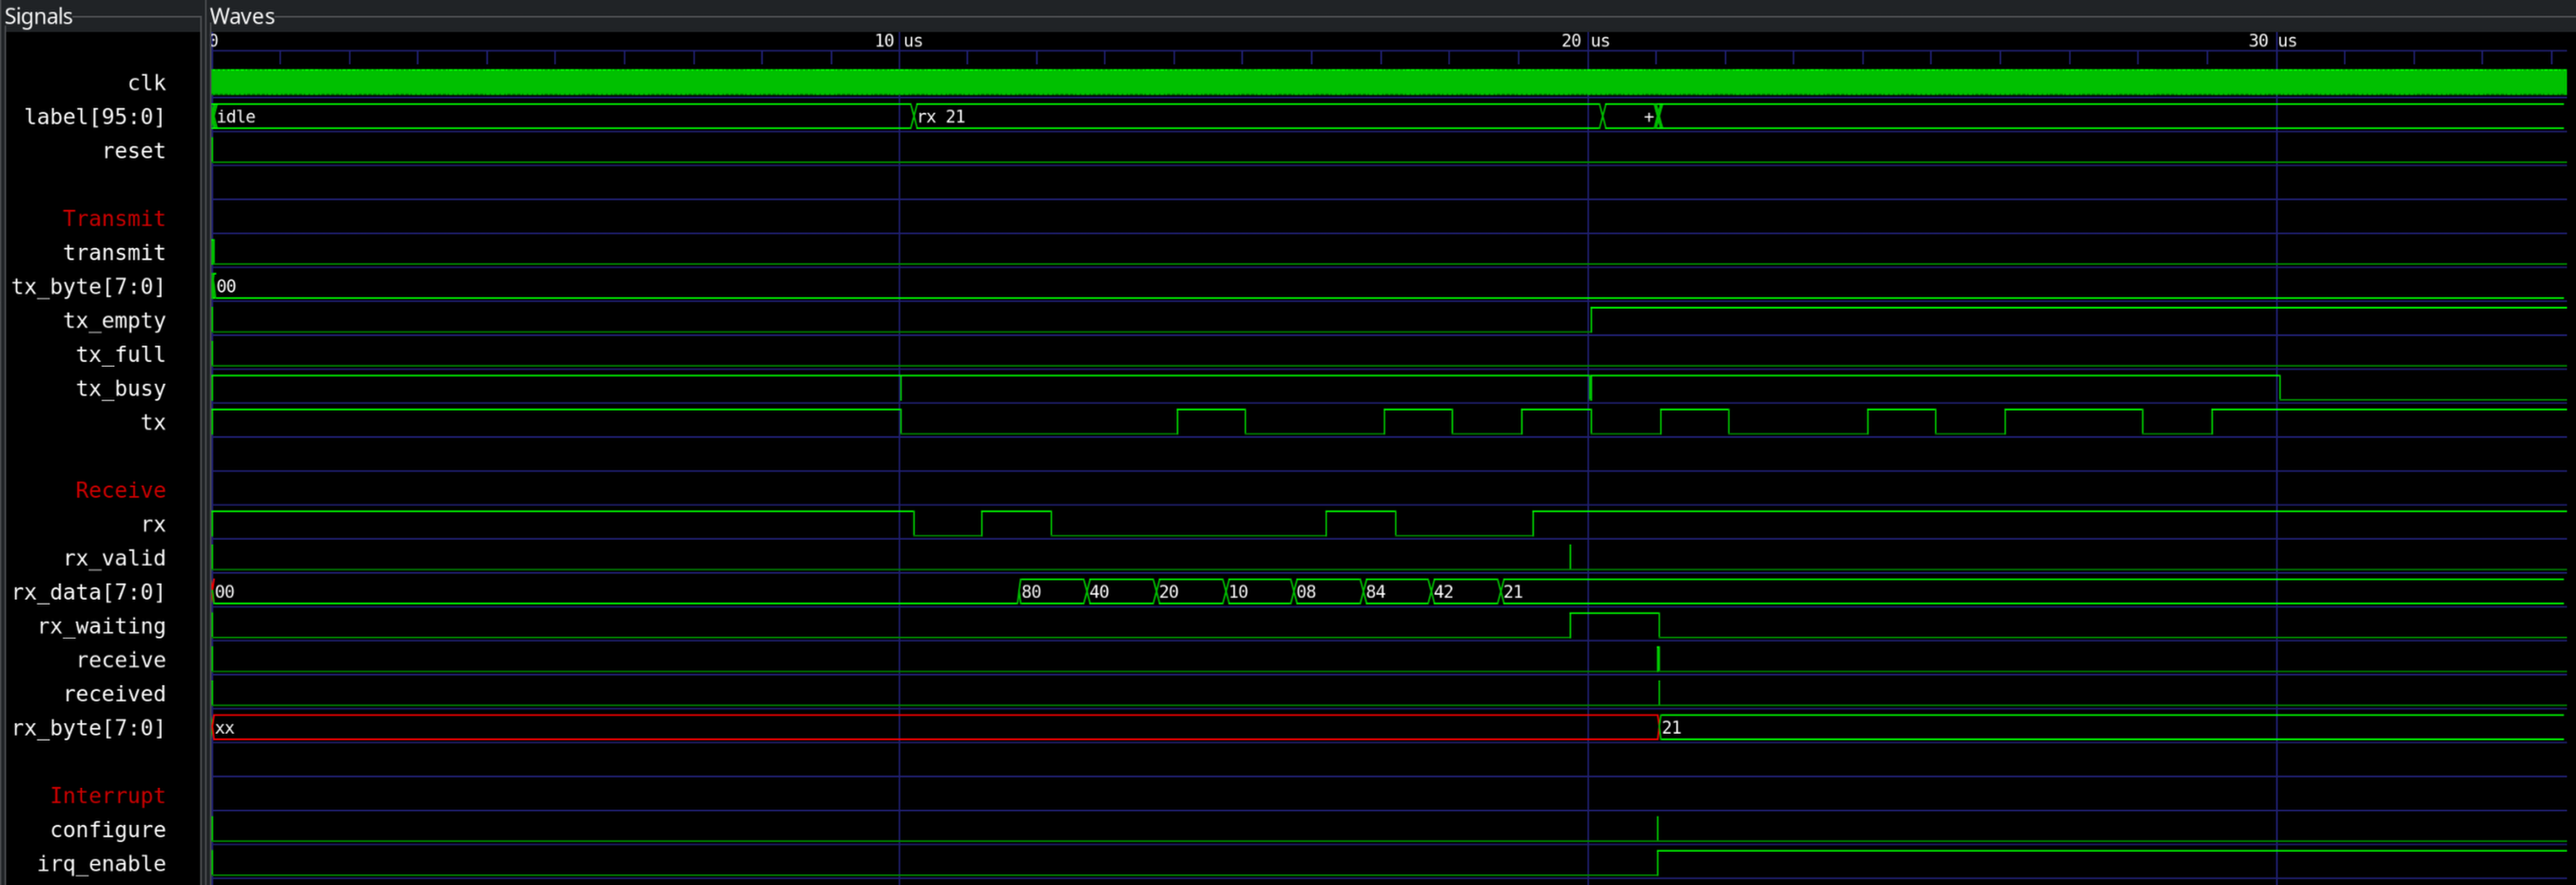 Signals Waves
0 10 us 20 us 30 us
clk
label[95:0] idle rx 21 +
reset
Transmit
transmit
tx_byte[7:0] 00
tx_empty
tx_full
tx_busy
tx
Receive
rx
rx_valid
rx_data[7:0] 00 80 40 20 10 08 84 42 21
rx_waiting
receive
received
rx_byte[7:0] xx 21
Interrupt
configure
irq_enable